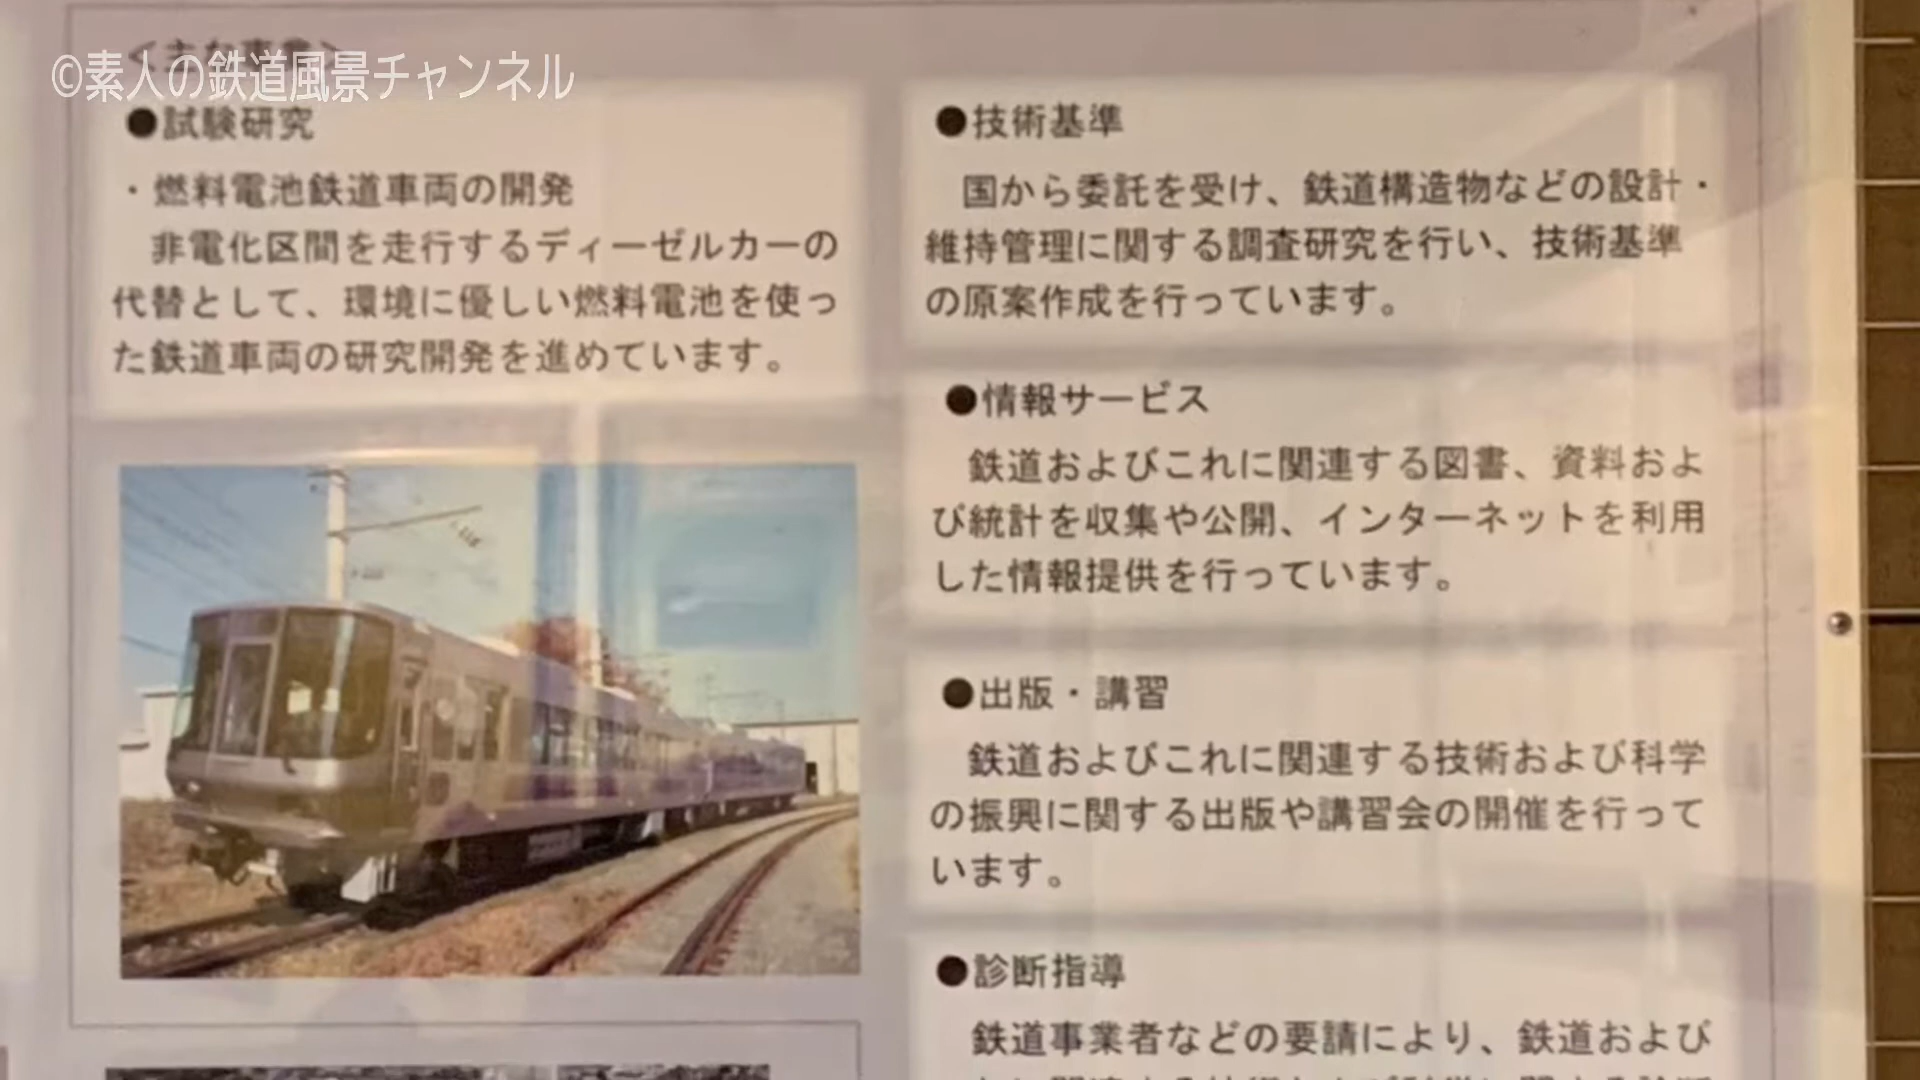 ©素人の鉄道風景チャンネル
＜主な事業＞
●試験研究
・燃料電池鉄道車両の開発
非電化区間を走行するディーゼルカーの
代替として、環境に優しい燃料電池を使っ
た鉄道車両の研究開発を進めています。
●技術基準
国から委託を受け、鉄道構造物などの設計・
維持管理に関する調査研究を行い、技術基準
の原案作成を行っています。
●情報サービス
鉄道およびこれに関連する図書、資料およ
び統計を収集や公開、インターネットを利用
した情報提供を行っています。
●出版・講習
鉄道およびこれに関連する技術および科学
の振興に関する出版や講習会の開催を行って
います。
●診断指導
鉄道事業者などの要請により、鉄道および